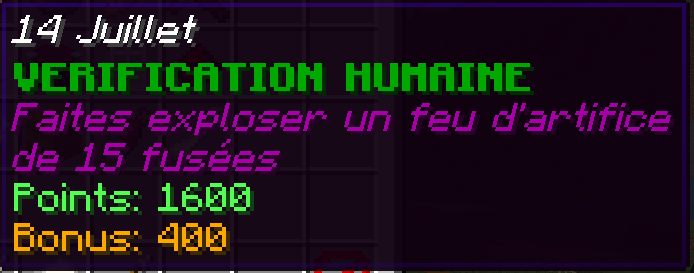 14 Juillet
VERIFICATION HUMAINE
Faites exploser un feu d'artifice
de 15 fusées
Points: 1600
Bonus: 400